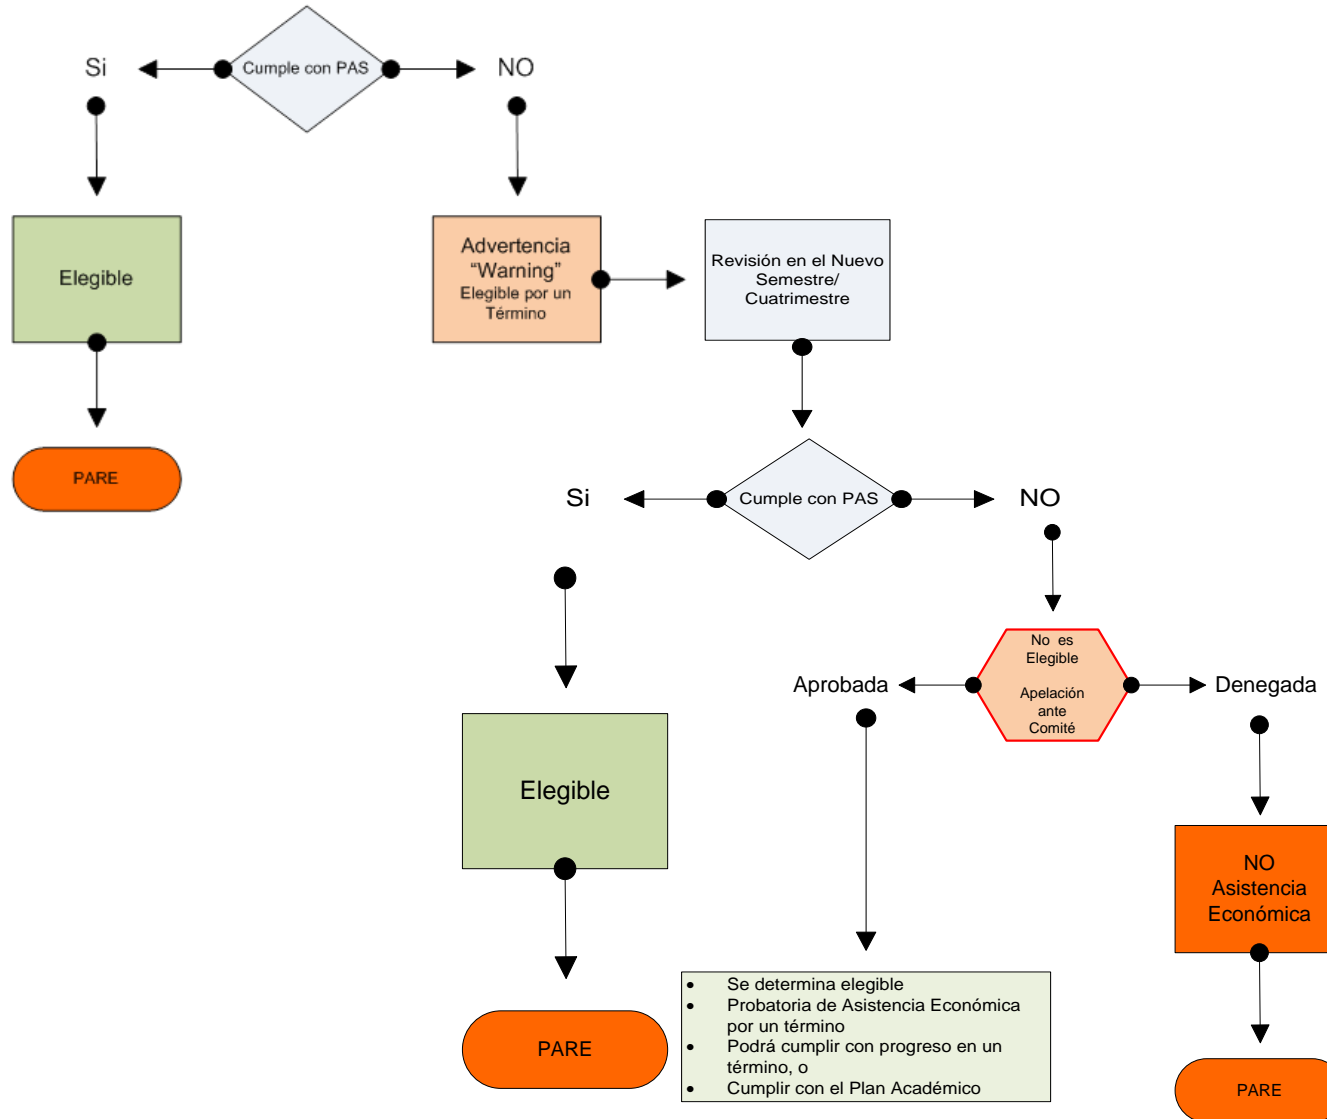 Si
Cumple con PAS
NO
Elegible
Advertencia
“Warning”
Elegible por un
Término
Revisión en el Nuevo
Semestre/
Cuatrimestre
PARE
Si
Cumple con PAS
NO
No es
Elegible
Apelación
ante
Comité
Aprobada
Denegada
Elegible
NO
Asistencia
Económica
• Se determina elegible
• Probatoria de Asistencia Económica
por un término
• Podrá cumplir con progreso en un
término, o
• Cumplir con el Plan Académico
PARE
PARE